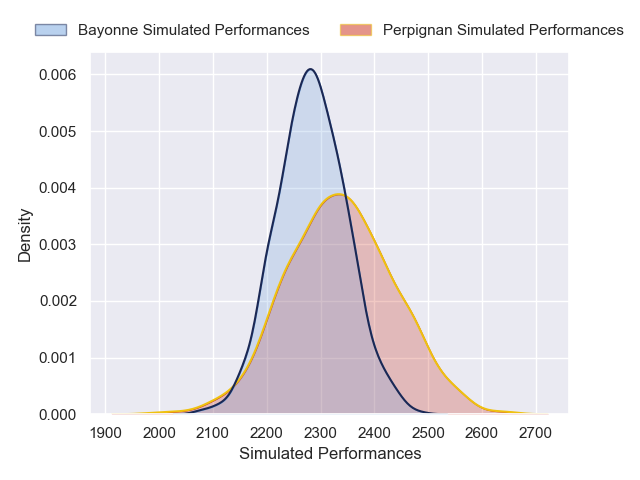 Bayonne Simulated Performances Perpignan Simulated Performances
0.006
0.005
0.004
0.003
0.002
0.001
0.000
Density
1900 2000 2100 2200 2300 2400 2500 2600 2700
Simulated Performances